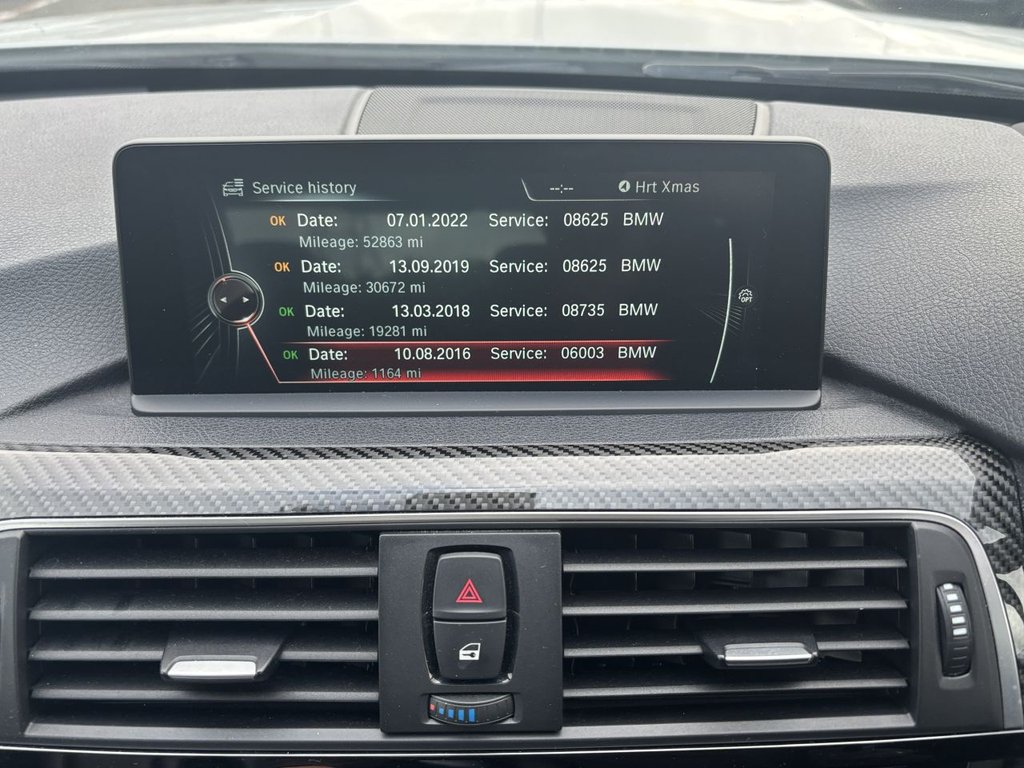 Service history --:-- Hrt Xmas
OK Date: 07.01.2022 Service: 08625 BMW
Mileage: 52863 mi
OK Date: 13.09.2019 Service: 08625 BMW
Mileage: 30672 mi
OK Date: 13.03.2018 Service: 08735 BMW
Mileage: 19281 mi
OK Date: 10.08.2016 Service: 06003 BMW
Mileage: 1164 mi
OPT